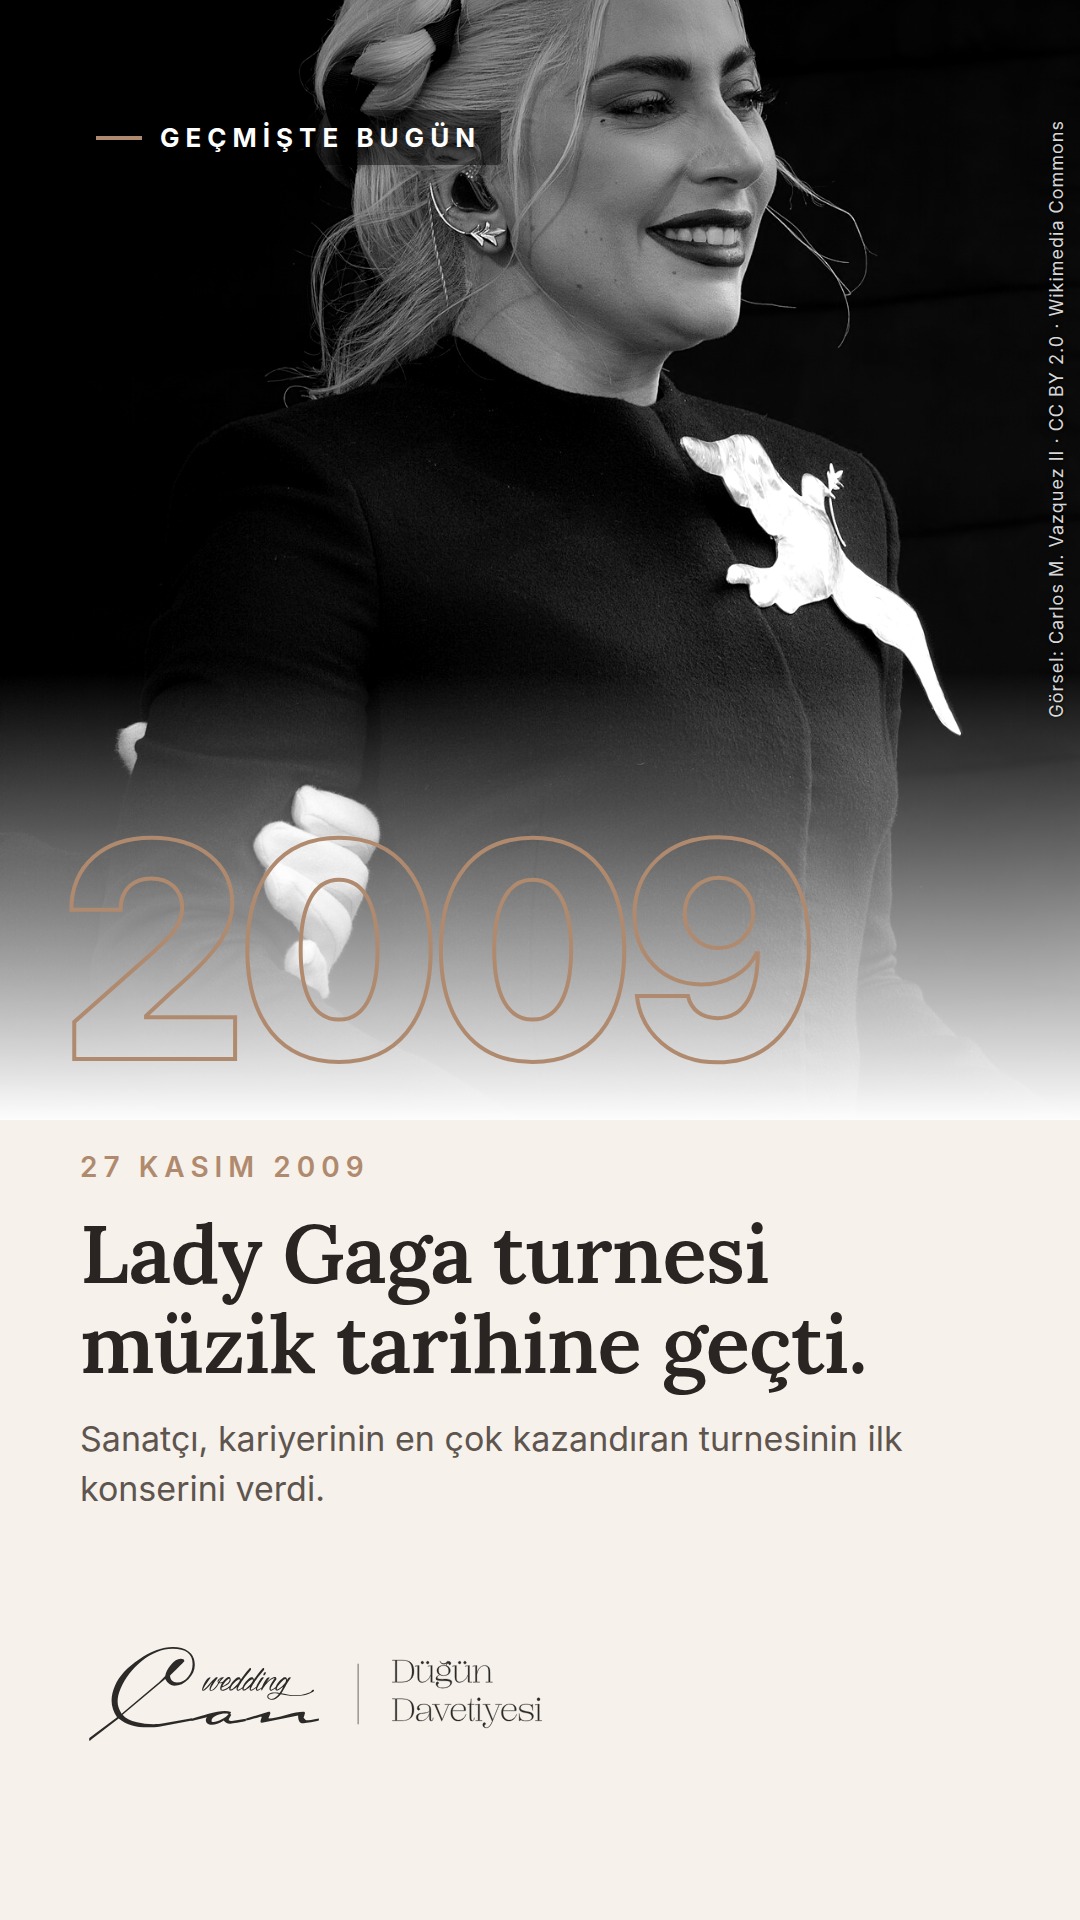 GEÇMİŞTE BUGÜN
Görsel: Carlos M. Vazquez II · CC BY 2.0 · Wikimedia Commons
2009
27 KASIM 2009
Lady Gaga turnesi
müzik tarihine geçti.
Sanatçı, kariyerinin en çok kazandıran turnesinin ilk
konserini verdi.
wedding
Can
Düğün
Davetiyesi